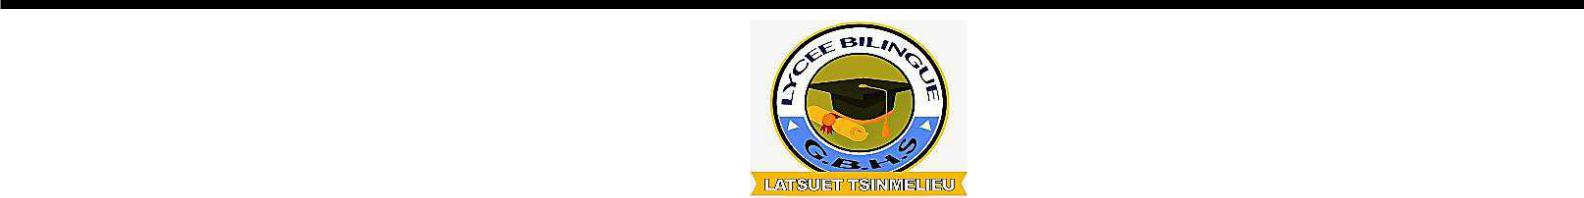 LYCEE BILINGUE
G.B.H.S
LATSUET TSINMELIEU